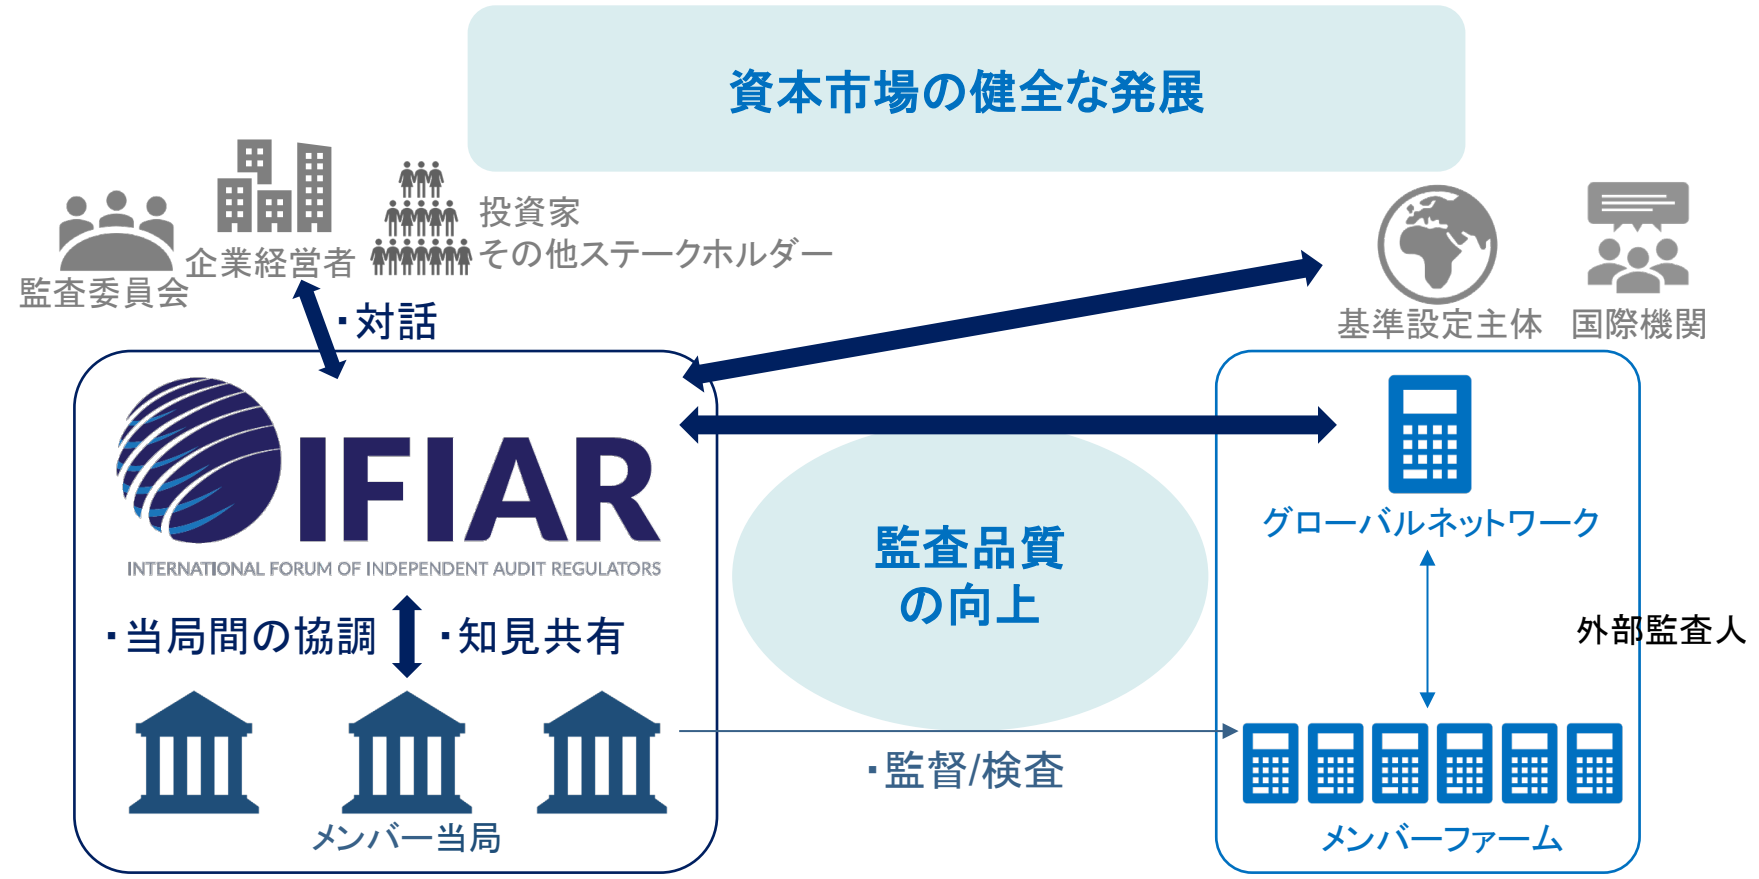 資本市場の健全な発展
投資家
その他ステークホルダー
企業経営者
監査委員会
・対話
基準設定主体
国際機関
IFIAR
INTERNATIONAL FORUM OF INDEPENDENT AUDIT REGULATORS
グローバルネットワーク
監査品質
の向上
・当局間の協調
・知見共有
外部監査人
・監督/検査
メンバー当局
メンバーファーム